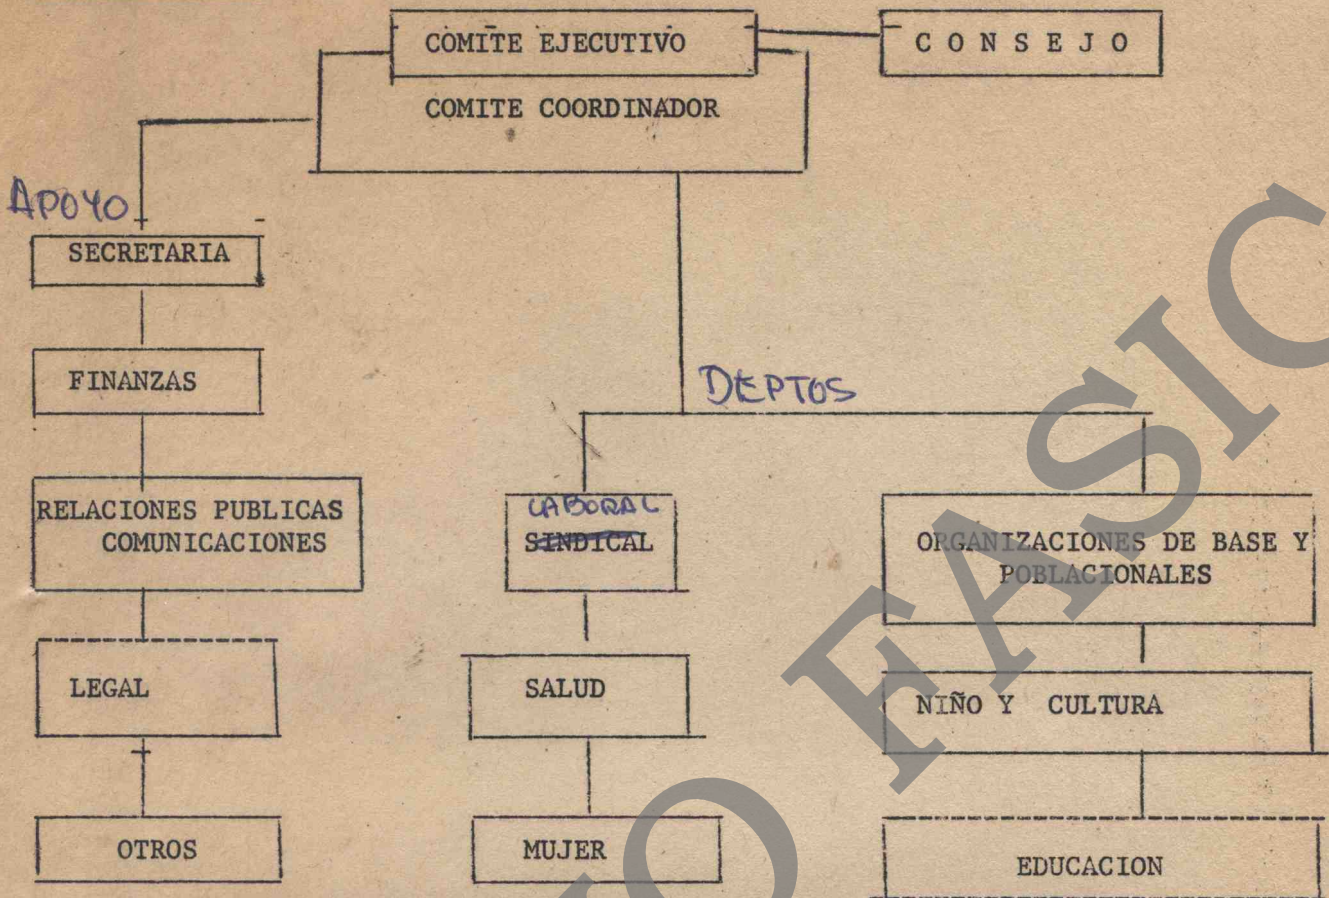 COMITE EJECUTIVO
C O N S E J O
COMITE COORDINADOR
APOYO
SECRETARIA
FINANZAS
RELACIONES PUBLICAS
COMUNICACIONES
LEGAL
OTROS
DEPTOS
LABORAL
SINDICAL
SALUD
MUJER
ORGANIZACIONES DE BASE Y
POBLACIONALES
NIÑO Y CULTURA
EDUCACION
FASIC